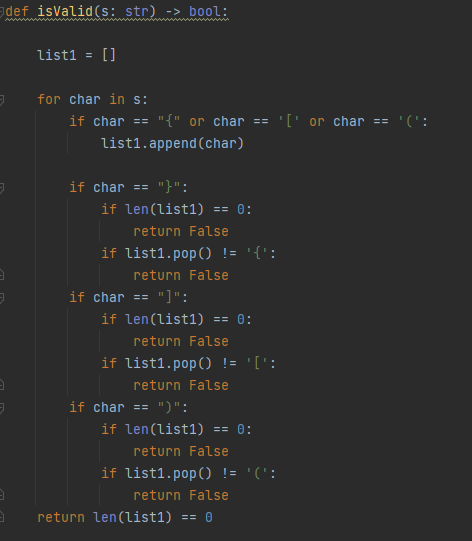 def isValid(s: str) -> bool:
    list1 = []
    for char in s:
        if char == "{" or char == '[' or char == '(':
            list1.append(char)
        if char == "}":
            if len(list1) == 0:
                return False
            if list1.pop() != '{':
                return False
        if char == "]":
            if len(list1) == 0:
                return False
            if list1.pop() != '[':
                return False
        if char == ")":
            if len(list1) == 0:
                return False
            if list1.pop() != '(':
                return False
    return len(list1) == 0